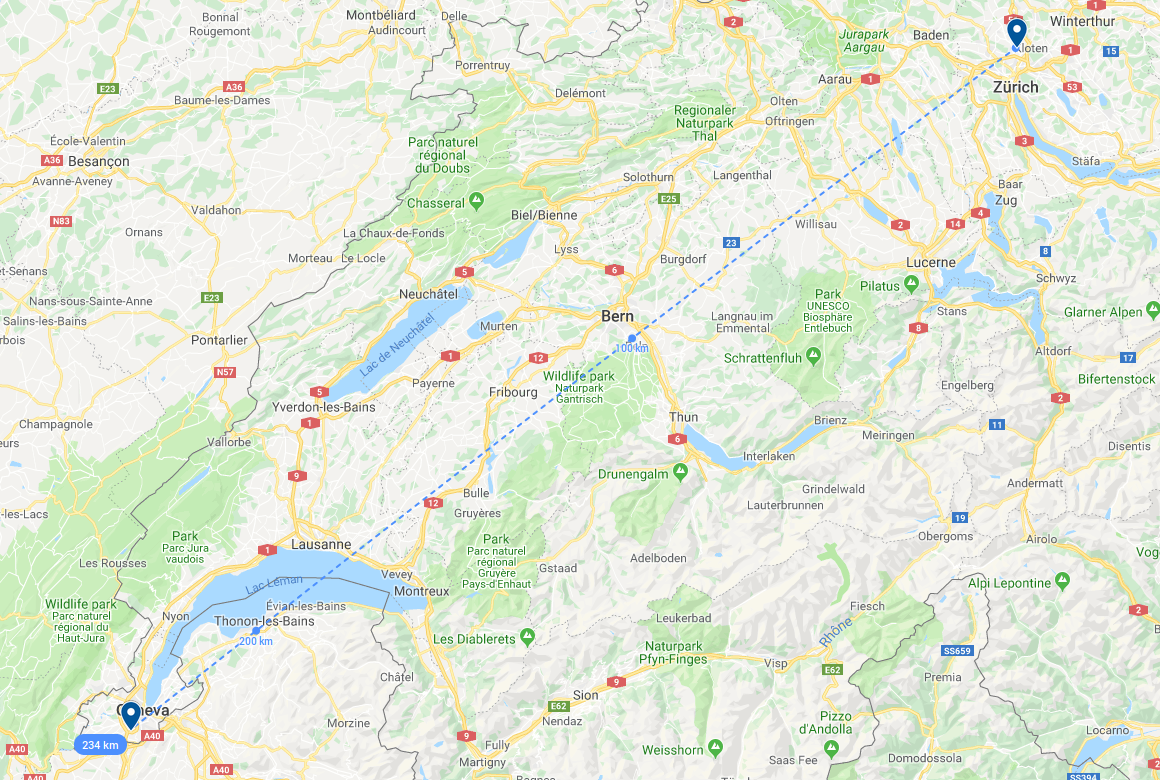 Bonnal
Rougemont
Montbéliard
Audincourt
Delle
2
Jurapark
Aargau
Baden
1
Winterthur
Kloten
1
15
Porrentruy
E23
A36
Baume-les-Dames
Delémont
Aarau
1
Zürich
53
Olten
Oftringen
Regionaler
Naturpark
Thal
École-Valentin
A36
Besançon
Avanne-Aveney
Parc naturel
régional
du Doubs
3
Stäfa
Solothurn
Langenthal
Baar
Zug
Chasseral
E25
N83
Valdahon
Biel/Bienne
4
Ornans
La Chaux-de-Fonds
Willisau
2
14
Morteau
Le Locle
Lyss
23
8
Burgdorf
Lucerne
et-Senans
5
6
Schwyz
Nans-sous-Sainte-Anne
E23
Neuchâtel
Pilatus
Park
UNESCO
Biosphäre
Entlebuch
Salins-les-Bains
rbois
Lac de Neuchâtel
Murten
Bern
Langnau im
Emmental
Stans
Glarner Alpen
Pontarlier
8
100 km
1
12
Schrattenfluh
Altdorf
17
N57
Payerne
Fribourg
Wildlife park
Naturpark
Gantrisch
Engelberg
Bifertenstock
5
Yverdon-les-Bains
1
2
Champagnole
Thun
Brienz
11
Meiringen
eurs
Vallorbe
6
Interlaken
Disentis
9
Drunengalm
Andermatt
Grindelwald
Bulle
12
Gruyères
Lauterbrunnen
19
-les-Lacs
Obergoms
Airolo
Park
Parc Jura
vaudois
Lausanne
1
Park
Parc naturel
régional
Gruyère
Pays-d'Enhaut
Vogo
Adelboden
Les Rousses
Gstaad
Lac Léman
Vevey
Montreux
Alpi Lepontine
Wildlife park
Parc naturel
régional du
Haut-Jura
Nyon
Évian-les-Bains
Thonon-les-Bains
Leukerbad
Fiesch
2
200 km
Les Diablerets
Rhône
Naturpark
Pfyn-Finges
SS659
Visp
E62
Châtel
9
Sion
Premia
E62
Geneva
Nendaz
Morzine
Pizzo
d'Andolla
9
A40
234 km
A40
Fully
Weisshorn
Locarno
Martigny
Saas Fee
Domodossola
A40
A40
SS394
2